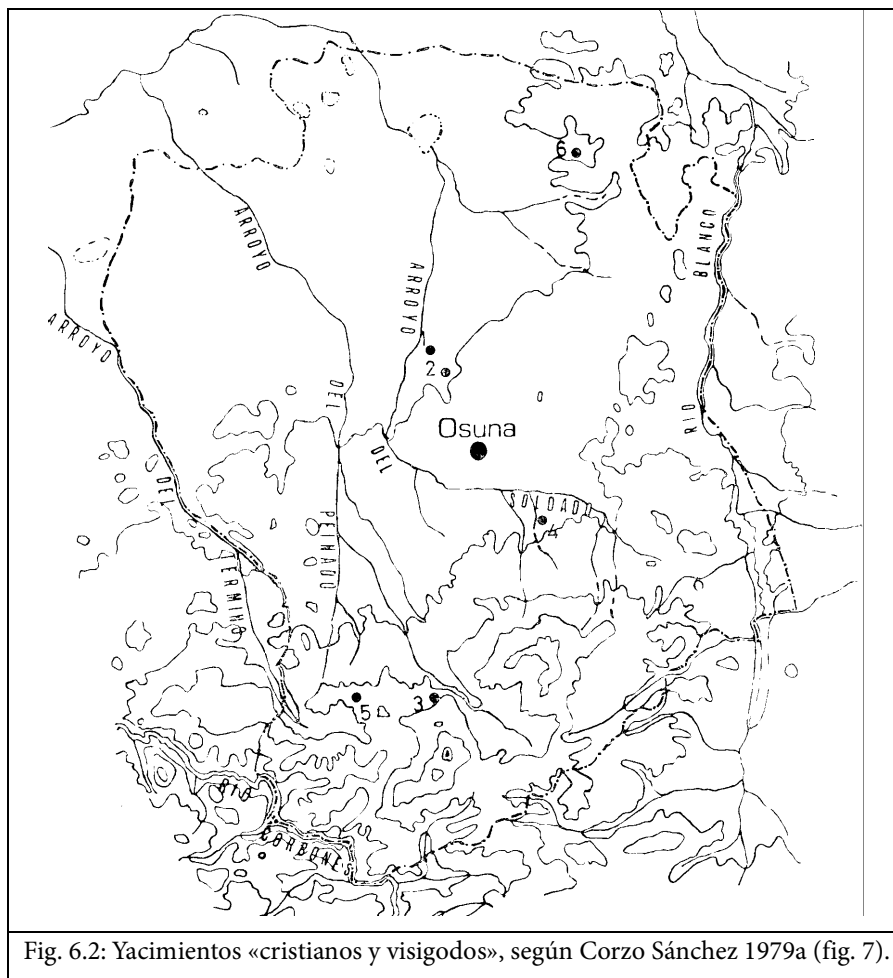 6
ARROYO
BLANCO
ARROYO
ARROYO
2
DEL
Osuna
RIO
DEL
DEL
SOLDADO
4
PEINADO
TERMINO
5
3
RIO
CORBONES
Fig. 6.2: Yacimientos «cristianos y visigodos», según Corzo Sánchez 1979a (fig. 7).